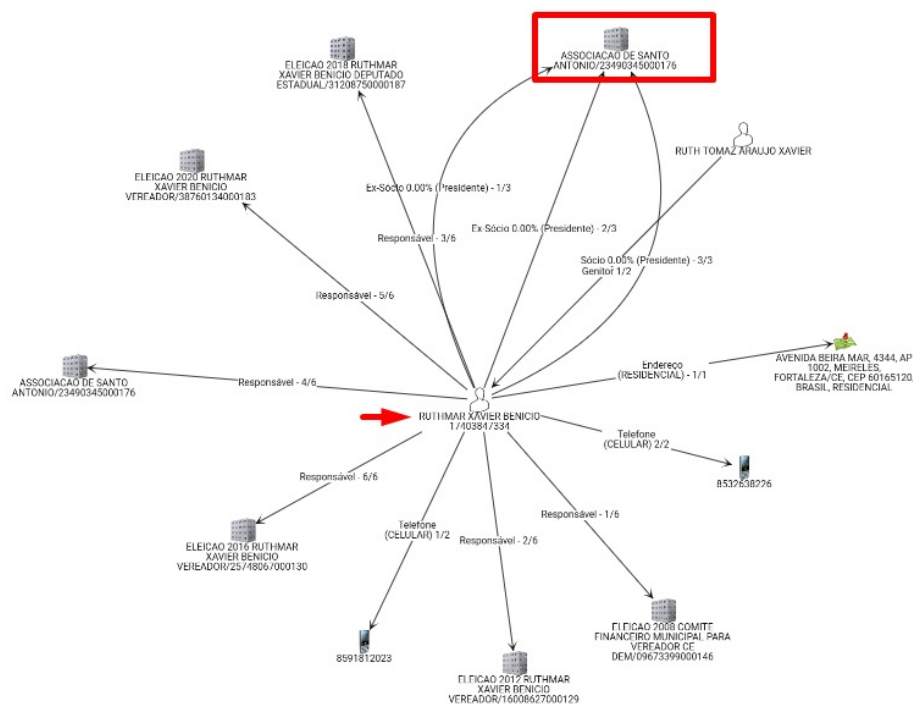 ELEICAO 2018 RUTHMAR
XAVIER BENICIO DEPUTADO
ESTADUAL/31208750000187
ASSOCIACAO DE SANTO
ANTONIO/23490345000176
RUTH TOMAZ ARAUJO XAVIER
ELEICAO 2020 RUTHMAR
XAVIER BENICIO
VEREADOR/38760134000183
Ex-Sócio 0.00% (Presidente) - 1/3
Ex-Sócio 0.00% (Presidente) - 2/3
Responsável - 3/6
Sócio 0.00% (Presidente) - 3/3
Genitor 1/2
Responsável - 5/6
ASSOCIACAO DE SANTO
ANTONIO/23490345000176
Responsável - 4/6
Endereço
(RESIDENCIAL) - 1/1
AVENIDA BEIRA MAR, 4344, AP
1002, MEIRELES,
FORTALEZA/CE, CEP 60165120,
BRASIL, RESIDENCIAL
RUTHMAR XAVIER BENICIO
17403847334
Telefone
(CELULAR) 2/2
8532638226
Responsável - 6/6
ELEICAO 2016 RUTHMAR
XAVIER BENICIO
VEREADOR/25748067000130
Telefone
(CELULAR) 1/2
8591812023
Responsável - 2/6
ELEICAO 2012 RUTHMAR
XAVIER BENICIO
VEREADOR/16008627000129
Responsável - 1/6
ELEICAO 2008 COMITE
FINANCEIRO MUNICIPAL PARA
VEREADOR CE
DEM/09673399000146